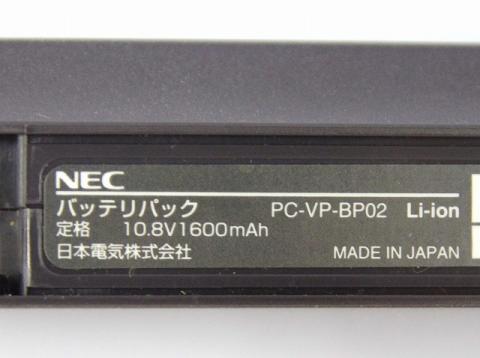 NEC
バッテリパック PC-VP-BP02 Li-ion
定格 10.8V1600mAh
日本電気株式会社 MADE IN JAPAN